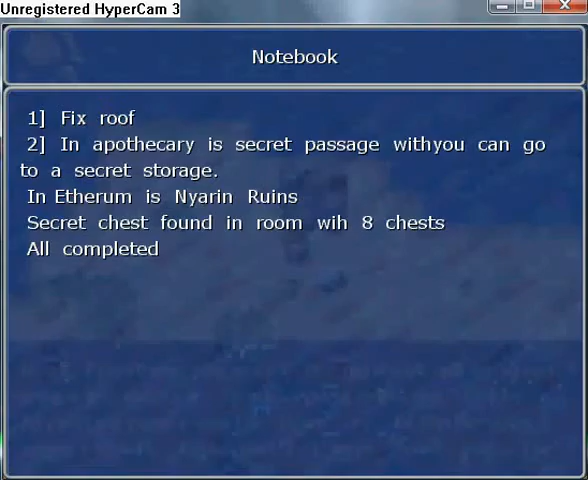 Unregistered HyperCam 3
Notebook
1] Fix roof
2] In apothecary is secret passage withyou can go
to a secret storage.
In Etherum is Nyarin Ruins
Secret chest found in room wih 8 chests
All completed